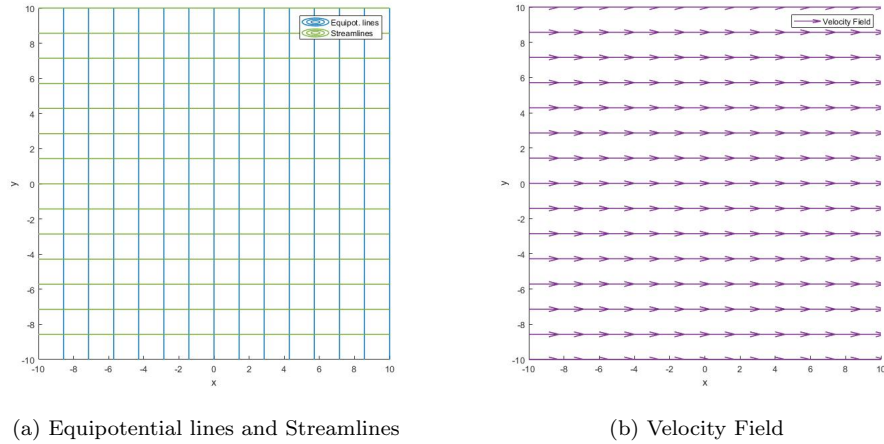 Equipot. lines
Streamlines
10
8
6
4
2
0
-2
-4
-6
-8
-10
y
-10 -8 -6 -4 -2 0 2 4 6 8 10
x
Velocity Field
10
8
6
4
2
0
-2
-4
-6
-8
-10
y
-10 -8 -6 -4 -2 0 2 4 6 8 10
x
(a) Equipotential lines and Streamlines
(b) Velocity Field